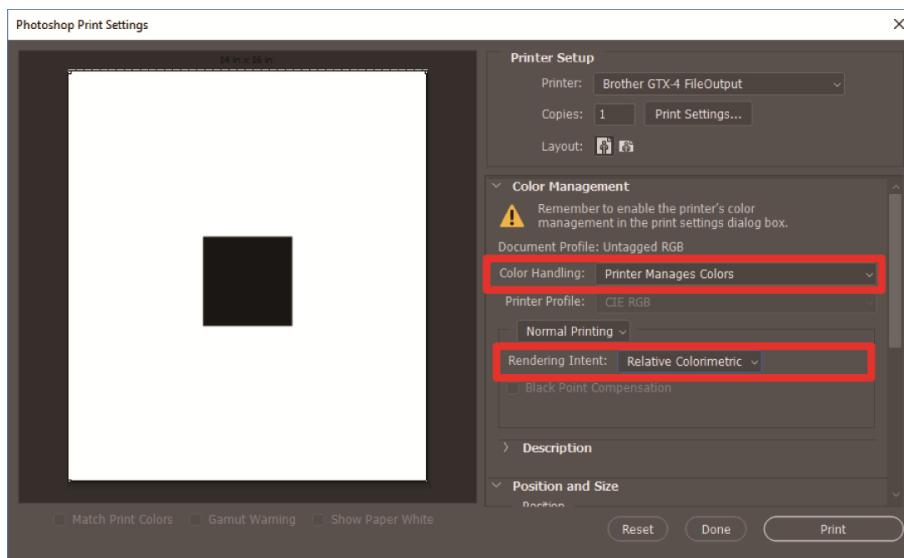 Photoshop Print Settings
14 in x 16 in
Printer Setup
Printer: Brother GTX-4 FileOutput
Copies: 1 Print Settings...
Layout:
Color Management
Remember to enable the printer's color
management in the print settings dialog box.
Document Profile: Untagged RGB
Color Handling: Printer Manages Colors
Printer Profile: CIE RGB
Normal Printing
Rendering Intent: Relative Colorimetric
Black Point Compensation
Description
Position and Size
Position
Match Print Colors Gamut Warning Show Paper White
Reset Done Print